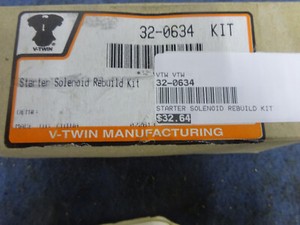 V-TWIN
32-0634 KIT
Starter Solenoid Rebuild Kit
VTW VTW
32-0634
STARTER SOLENOID REBUILD KIT
$32.64
V-TWIN MANUFACTURING